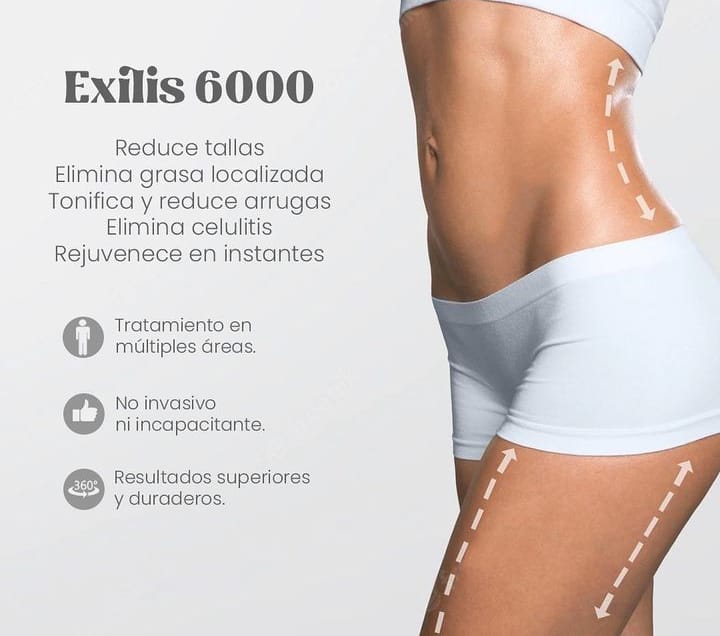 Exilis 6000
Reduce tallas
Elimina grasa localizada
Tonifica y reduce arrugas
Elimina celulitis
Rejuvenece en instantes
Tratamiento en
múltiples áreas.
No invasivo
ni incapacitante.
360°
Resultados superiores
y duraderos.